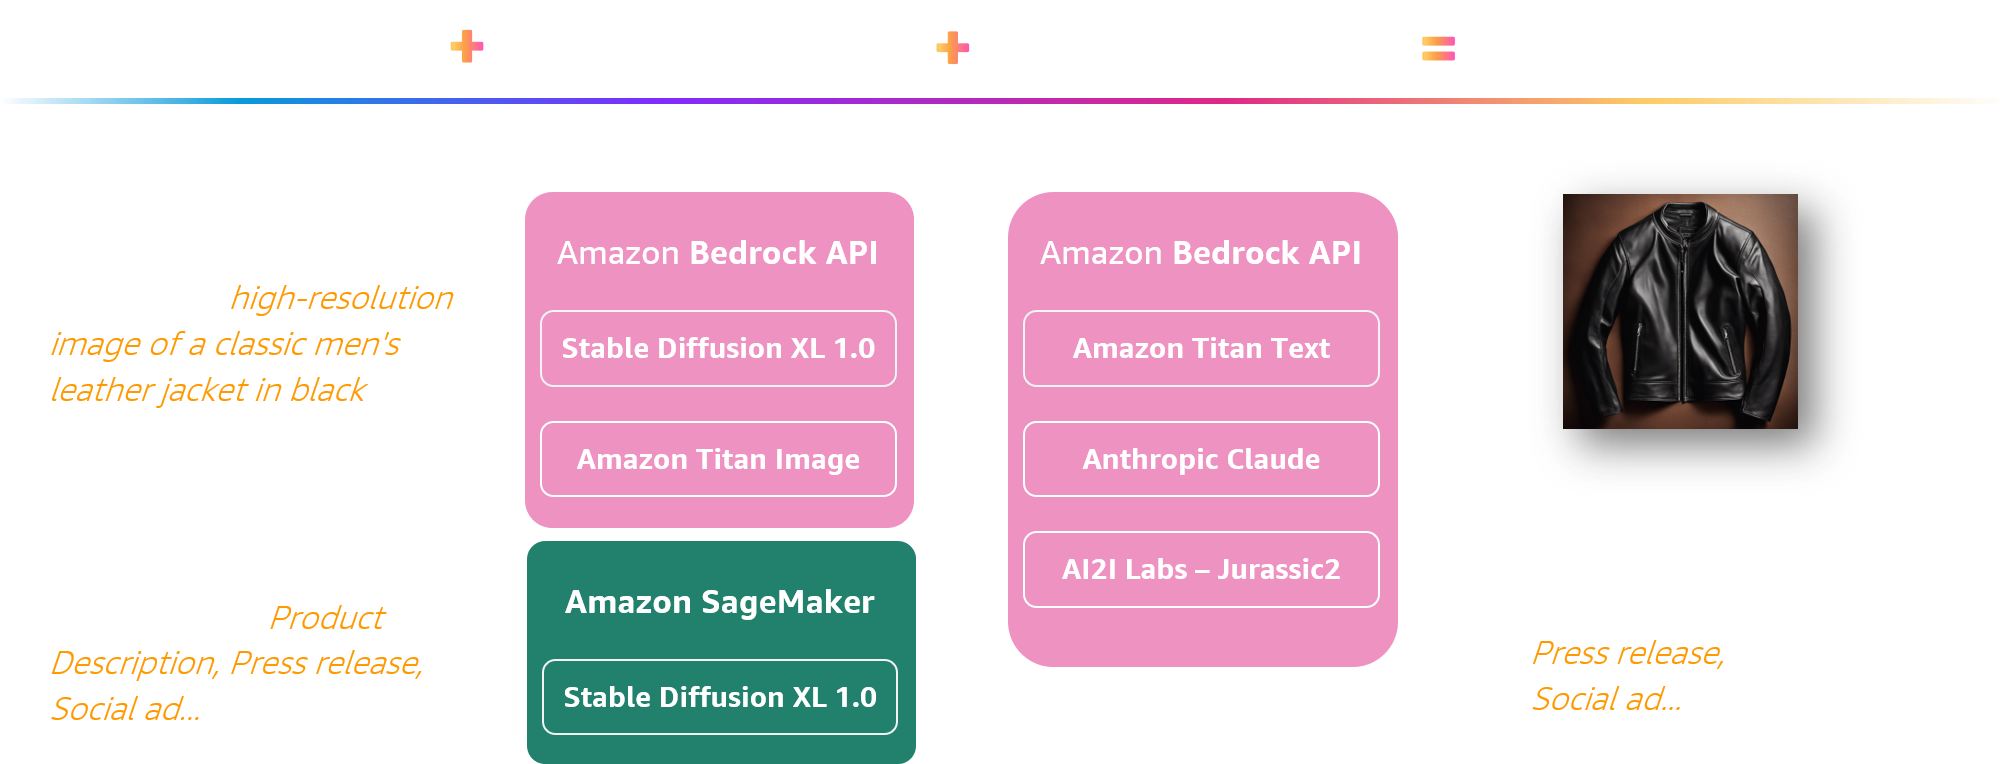 high-resolution
image of a classic men's
leather jacket in black
Product
Description, Press release,
Social ad...
Amazon Bedrock API
Stable Diffusion XL 1.0
Amazon Titan Image
Amazon SageMaker
Stable Diffusion XL 1.0
Amazon Bedrock API
Amazon Titan Text
Anthropic Claude
AI2I Labs – Jurassic2
Press release,
Social ad...